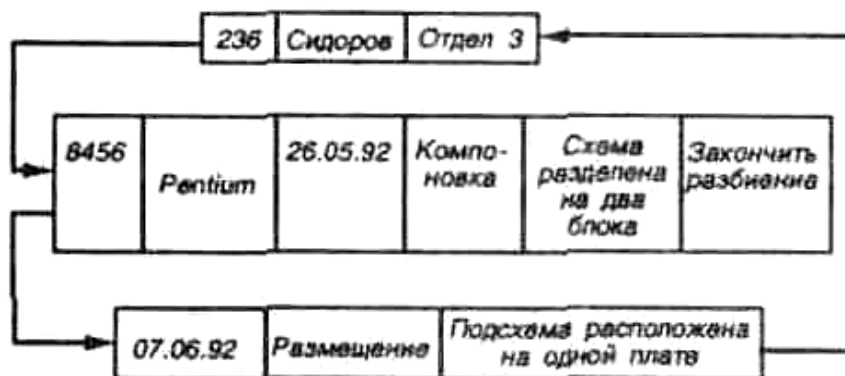 236 Сидоров Отдел 3
8456 Pentium 26.05.92 Компо-
новка Схема
разделена
на два
блока Закончить
разбиение
07.06.92 Размещение Подсхема расположена
на одной плате